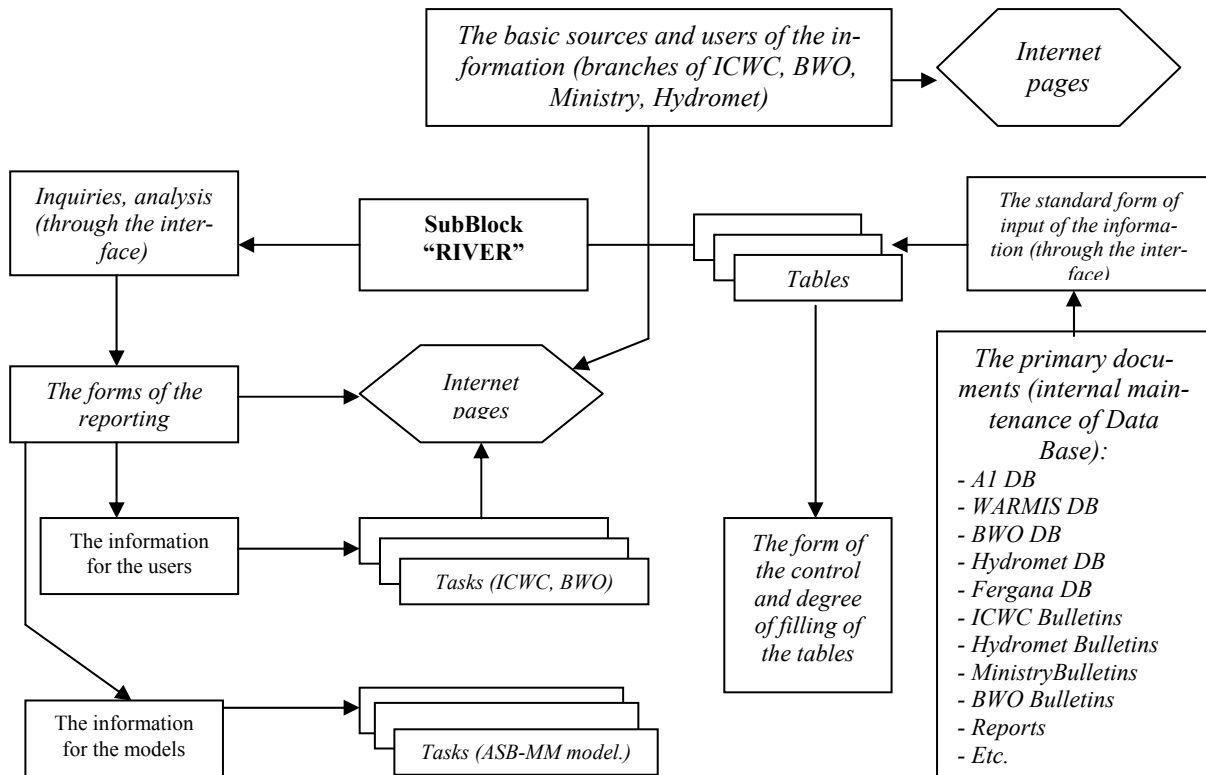 The basic sources and users of the in-
formation (branches of ICWC, BWO,
Ministry, Hydromet)
Internet
pages
Inquiries, analysis
(through the inter-
face)
SubBlock
“RIVER”
Tables
The standard form of
input of the informa-
tion (through the inter-
face)
The forms of the
reporting
Internet
pages
The primary docu-
ments (internal main-
tenance of Data
Base):
- A1 DB
- WARMIS DB
- BWO DB
- Hydromet DB
- Fergana DB
- ICWC Bulletins
- Hydromet Bulletins
- MinistryBulletins
- BWO Bulletins
- Reports
- Etc.
The information
for the users
Tasks (ICWC, BWO)
The form of
the control
and degree
of filling of
the tables
The information
for the models
Tasks (ASB-MM model.)